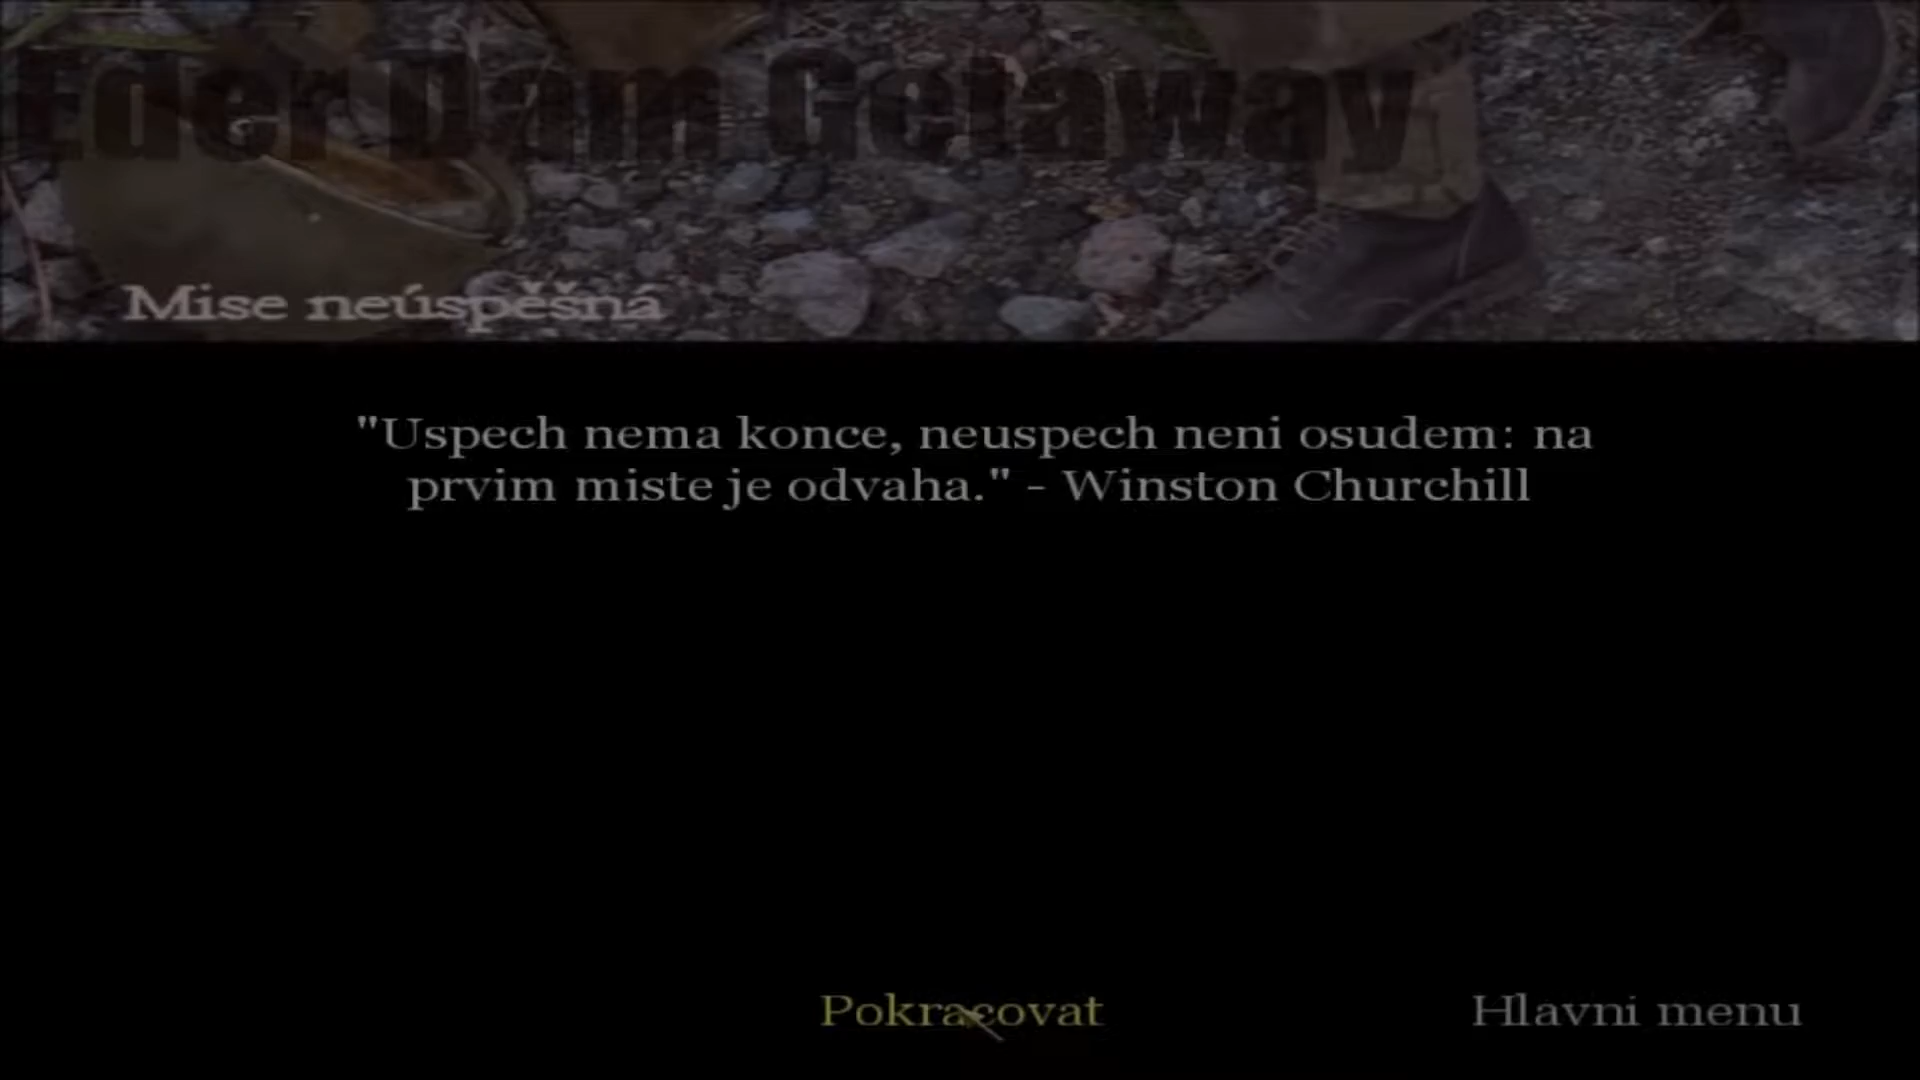 Eder Dam Getaway
Mise neúspěšná
"Uspech nema konce, neuspech neni osudem: na
prvim miste je odvaha." - Winston Churchill
Pokracovat
Hlavni menu